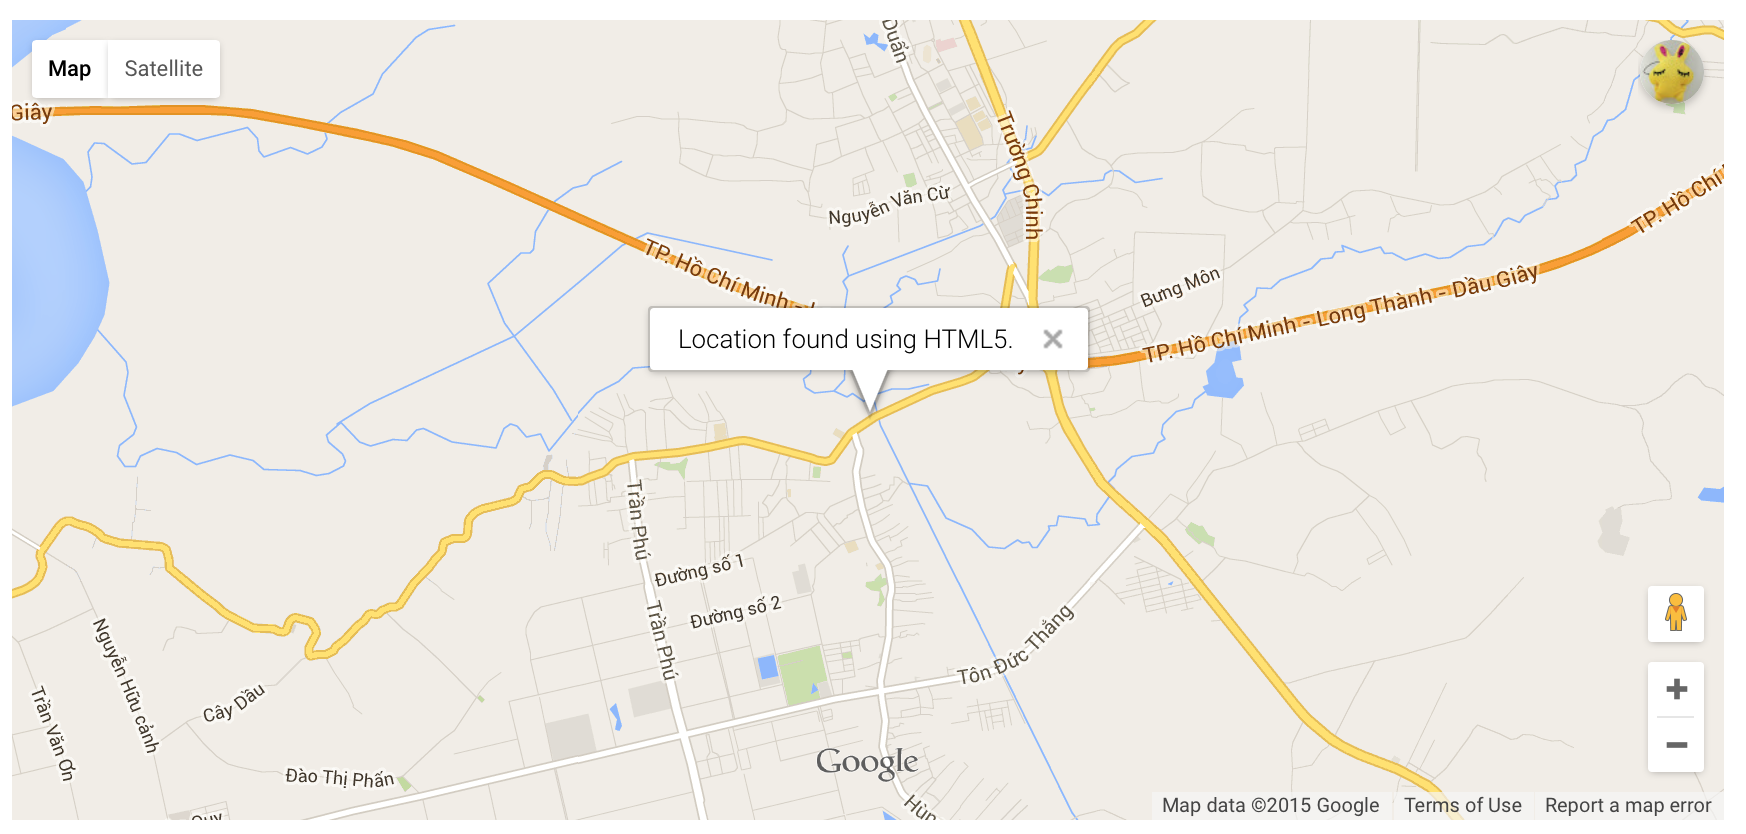 Map
Satellite
Duẩn
Giây
Trường Chinh
TP. Hồ Chí
Nguyễn Văn Cừ
TP. Hồ Chí Minh
Bưng Môn
TP. Hồ Chí Minh - Long Thành - Dầu Giây
Location found using HTML5.
Trần Phú
Đường số 1
Đường số 2
Trần Phú
Tôn Đức Thắng
Nguyễn Hữu cảnh
Cây Dầu
Trần Văn Ơn
Đào Thị Phấn
Google
Map data ©2015 Google
Terms of Use
Report a map error